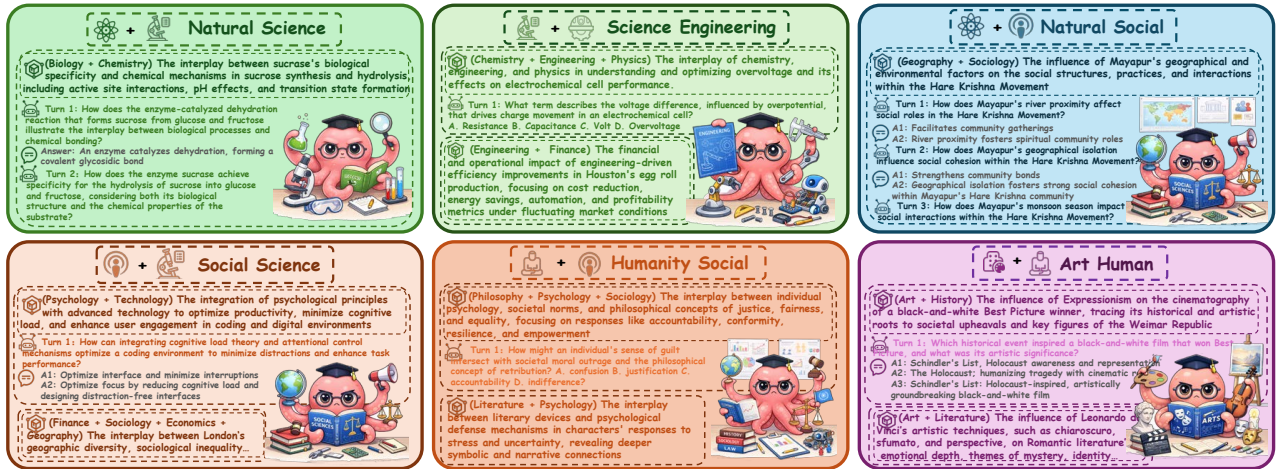 + Natural Science
(Biology + Chemistry) The interplay between sucrase's biological
specificity and chemical mechanisms in sucrose synthesis and hydrolysis,
including active site interactions, pH effects, and transition state formation
Turn 1: How does the enzyme-catalyzed dehydration
reaction that forms sucrose from glucose and fructose
illustrate the interplay between biological processes and
chemical bonding?
Answer: An enzyme catalyzes dehydration, forming a
covalent glycosidic bond
Turn 2: How does the enzyme sucrase achieve
specificity for the hydrolysis of sucrose into glucose
and fructose, considering both its biological
structure and the chemical properties of the
substrate?
+ Science Engineering
(Chemistry + Engineering + Physics) The interplay of chemistry,
engineering, and physics in understanding and optimizing overvoltage and its
effects on electrochemical cell performance.
Turn 1: What term describes the voltage difference, influenced by overpotential,
that drives charge movement in an electrochemical cell?
A. Resistance B. Capacitance C. Volt D. Overvoltage
(Engineering + Finance) The financial
and operational impact of engineering-driven
efficiency improvements in Houston's egg roll
production, focusing on cost reduction,
energy savings, automation, and profitability
metrics under fluctuating market conditions
ENGINEERING
+ Natural Social
(Geography + Sociology) The influence of Mayapur's geographical and
environmental factors on the social structures, practices, and interactions
within the Hare Krishna Movement
Turn 1: How does Mayapur's river proximity affect
social roles in the Hare Krishna Movement?
A1: Facilitates community gatherings
A2: River proximity fosters spiritual community roles
Turn 2: How does Mayapur's geographical isolation
influence social cohesion within the Hare Krishna Movement?
A1: Strengthens community bonds
A2: Geographical isolation fosters strong social cohesion
within Mayapur's Hare Krishna community
Turn 3: How does Mayapur's monsoon season impact
social interactions within the Hare Krishna Movement?
SOCIAL
SCIENCES
+ Social Science
(Psychology + Technology) The integration of psychological principles
with advanced technology to optimize productivity, minimize cognitive
load, and enhance user engagement in coding and digital environments
Turn 1: How can integrating cognitive load theory and attentional control
mechanisms optimize a coding environment to minimize distractions and enhance task
performance?
A1: Optimize interface and minimize interruptions
A2: Optimize focus by reducing cognitive load and
designing distraction-free interfaces
(Finance + Sociology + Economics +
Geography) The interplay between London's
geographic diversity, sociological inequality...
SOCIAL
SCIENCES
+ Humanity Social
(Philosophy + Psychology + Sociology) The interplay between individual
psychology, societal norms, and philosophical concepts of justice, fairness,
and equality, focusing on responses like accountability, conformity,
resilience, and empowerment
Turn 1: How might an individual's sense of guilt
intersect with societal moral outrage and the philosophical
concept of retribution? A. confusion B. justification C.
accountability D. indifference?
(Literature + Psychology) The interplay
between literary devices and psychological
defense mechanisms in characters' responses to
stress and uncertainty, revealing deeper
symbolic and narrative connections
HISTORY
SOCIOLOGY
LAW
+ Art Human
(Art + History) The influence of Expressionism on the cinematography
of a black-and-white Best Picture winner, tracing its historical and artistic
roots to societal upheavals and key figures of the Weimar Republic
Turn 1: Which historical event inspired a black-and-white film that won Best
Picture, and what was its artistic significance?
A1: Schindler's List, Holocaust awareness and representation
A2: The Holocaust; humanizing tragedy with cinematic
A3: Schindler's List: Holocaust-inspired, artistically
groundbreaking black-and-white film
(Art + Literature) The influence of Leonardo
Vinci's artistic techniques, such as chiaroscuro,
sfumato, and perspective, on Romantic literature's
emotional depth, themes of mystery, identity...
ARTS